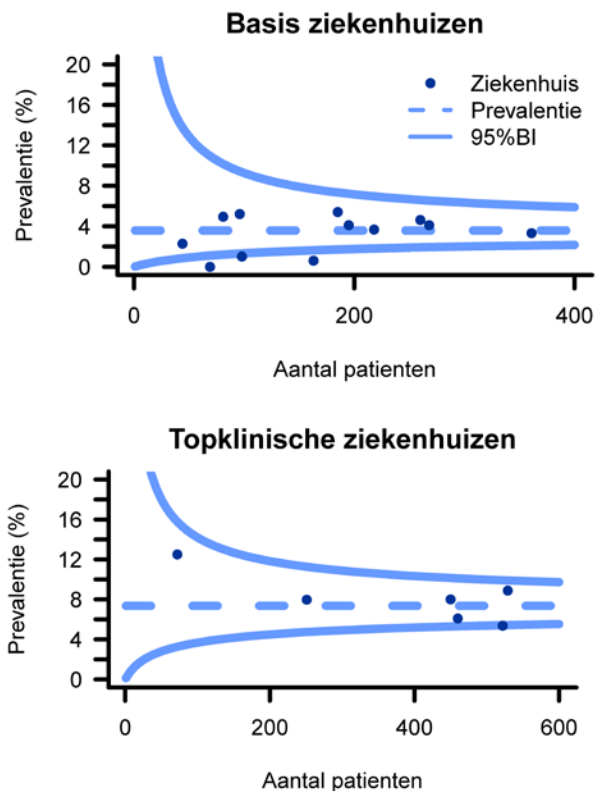 Basis ziekenhuizen
Prevalentie (%)
20
16
12
8
4
0
Ziekenhuis
Prevalentie
95%BI
0 200 400
Aantal patienten
Topklinische ziekenhuizen
Prevalentie (%)
20
16
12
8
4
0
0 200 400 600
Aantal patienten